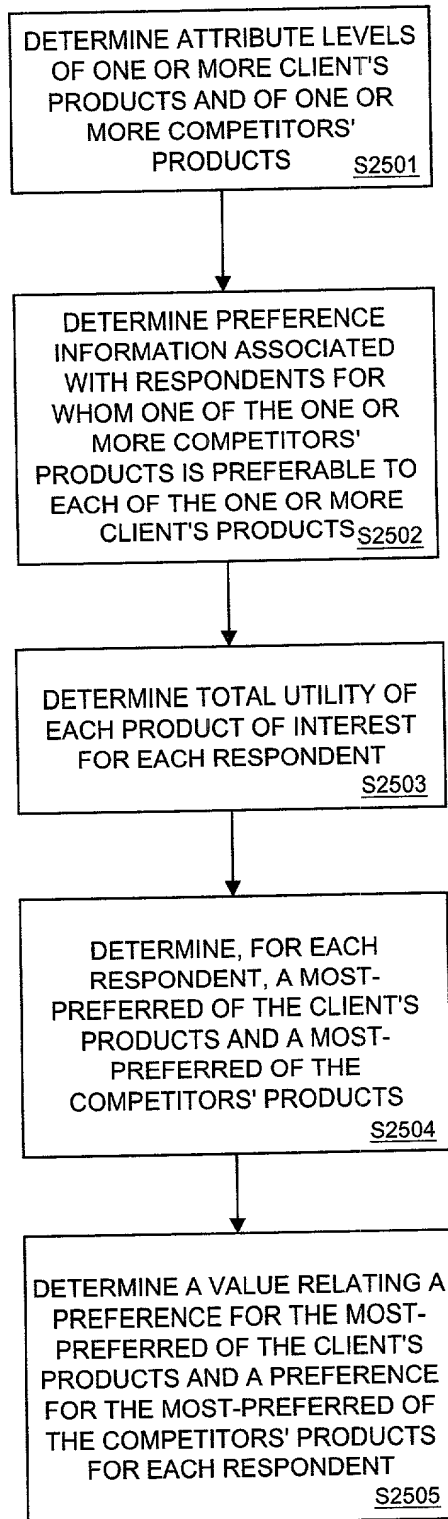 DETERMINE ATTRIBUTE LEVELS
OF ONE OR MORE CLIENT'S
PRODUCTS AND OF ONE OR
MORE COMPETITORS'
PRODUCTS
S2501
DETERMINE PREFERENCE
INFORMATION ASSOCIATED
WITH RESPONDENTS FOR
WHOM ONE OF THE ONE OR
MORE COMPETITORS'
PRODUCTS IS PREFERABLE TO
EACH OF THE ONE OR MORE
CLIENT'S PRODUCTS
S2502
DETERMINE TOTAL UTILITY OF
EACH PRODUCT OF INTEREST
FOR EACH RESPONDENT
S2503
DETERMINE, FOR EACH
RESPONDENT, A MOST-
PREFERRED OF THE CLIENT'S
PRODUCTS AND A MOST-
PREFERRED OF THE
COMPETITORS' PRODUCTS
S2504
DETERMINE A VALUE RELATING A
PREFERENCE FOR THE MOST-
PREFERRED OF THE CLIENT'S
PRODUCTS AND A PREFERENCE
FOR THE MOST-PREFERRED OF
THE COMPETITORS' PRODUCTS
FOR EACH RESPONDENT
S2505